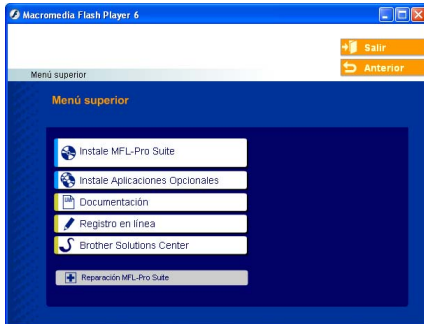 Macromedia Flash Player 6
Salir
Anterior
Menú superior
Menú superior
Instale MFL-Pro Suite
Instale Aplicaciones Opcionales
Documentación
Registro en línea
Brother Solutions Center
Reparación MFL-Pro Suite